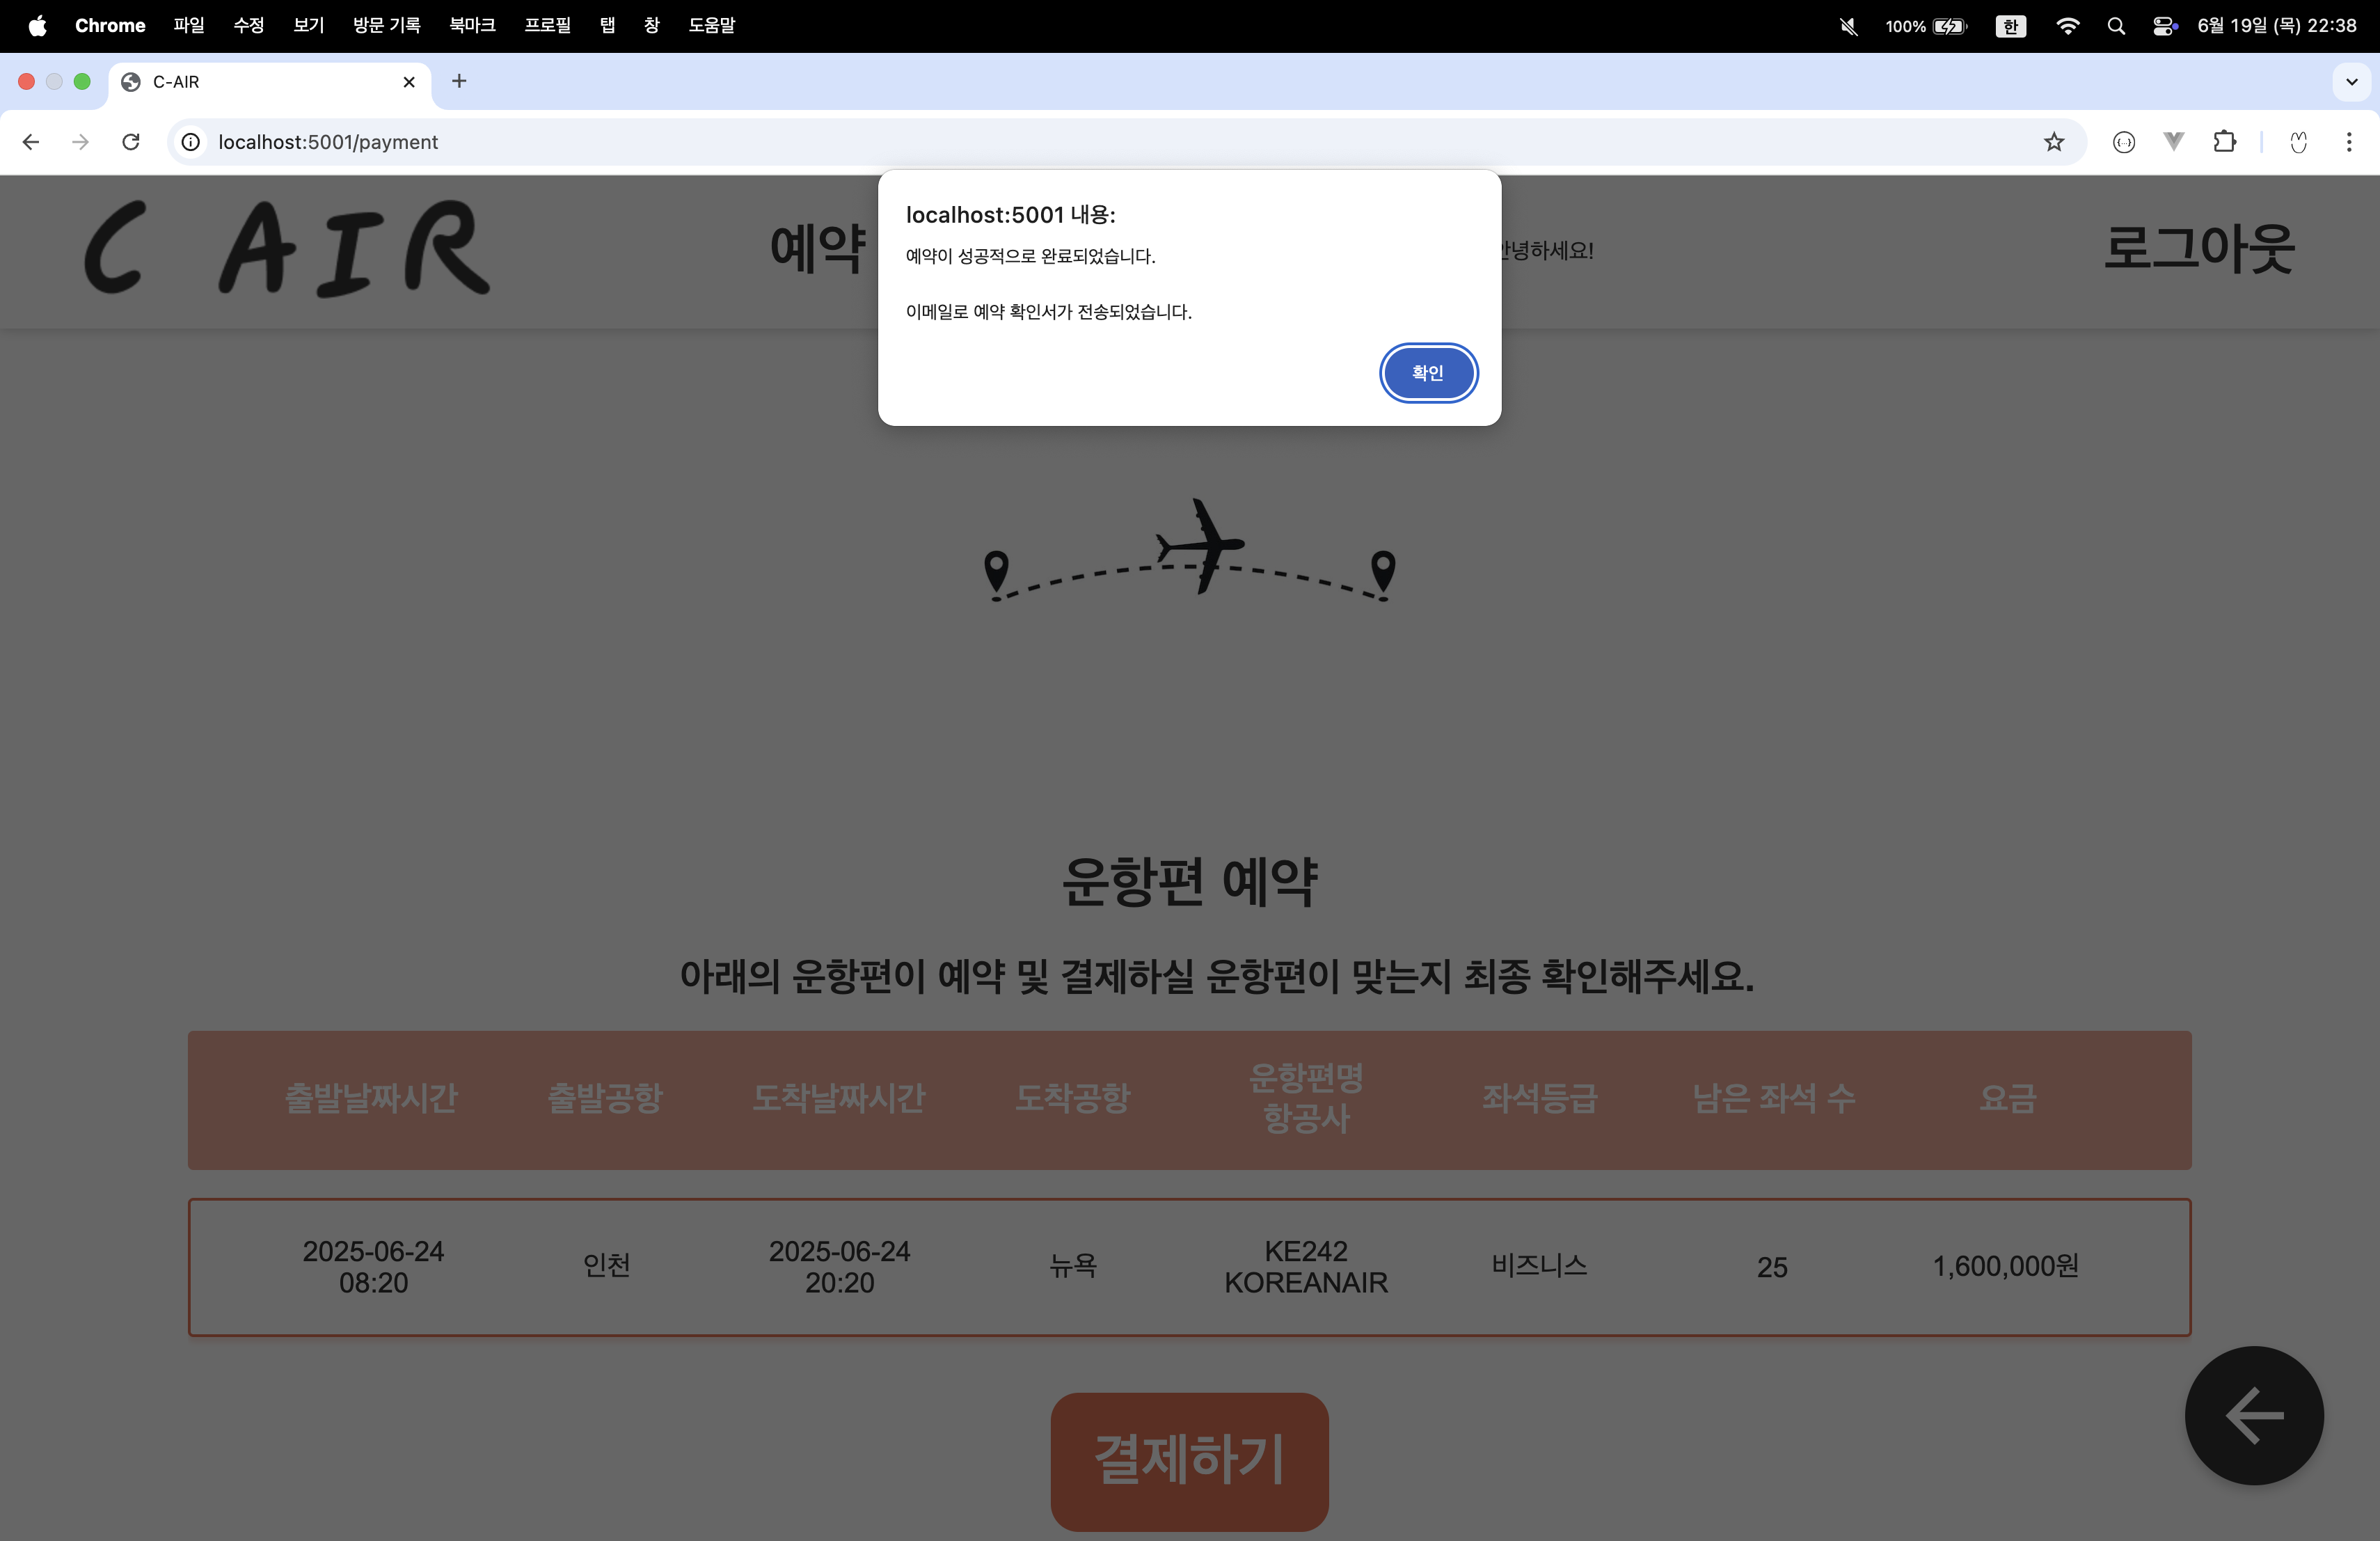 Chrome 파일 수정 보기 방문 기록 북마크 프로필 탭 창 도움말 100% 한 6월 19일 (목) 22:38
C-AIR
localhost:5001/payment
C AIR 예약 안녕하세요! 로그아웃
localhost:5001 내용:
예약이 성공적으로 완료되었습니다.
이메일로 예약 확인서가 전송되었습니다.
확인
운항편 예약
아래의 운항편이 예약 및 결제하실 운항편이 맞는지 최종 확인해주세요.
출발날짜시간 출발공항 도착날짜시간 도착공항 운항편명 좌석등급 남은 좌석 수 요금
항공사
2025-06-24 인천 2025-06-24 뉴욕 KE242 비즈니스 25 1,600,000원
08:20 20:20 KOREANAIR
결제하기